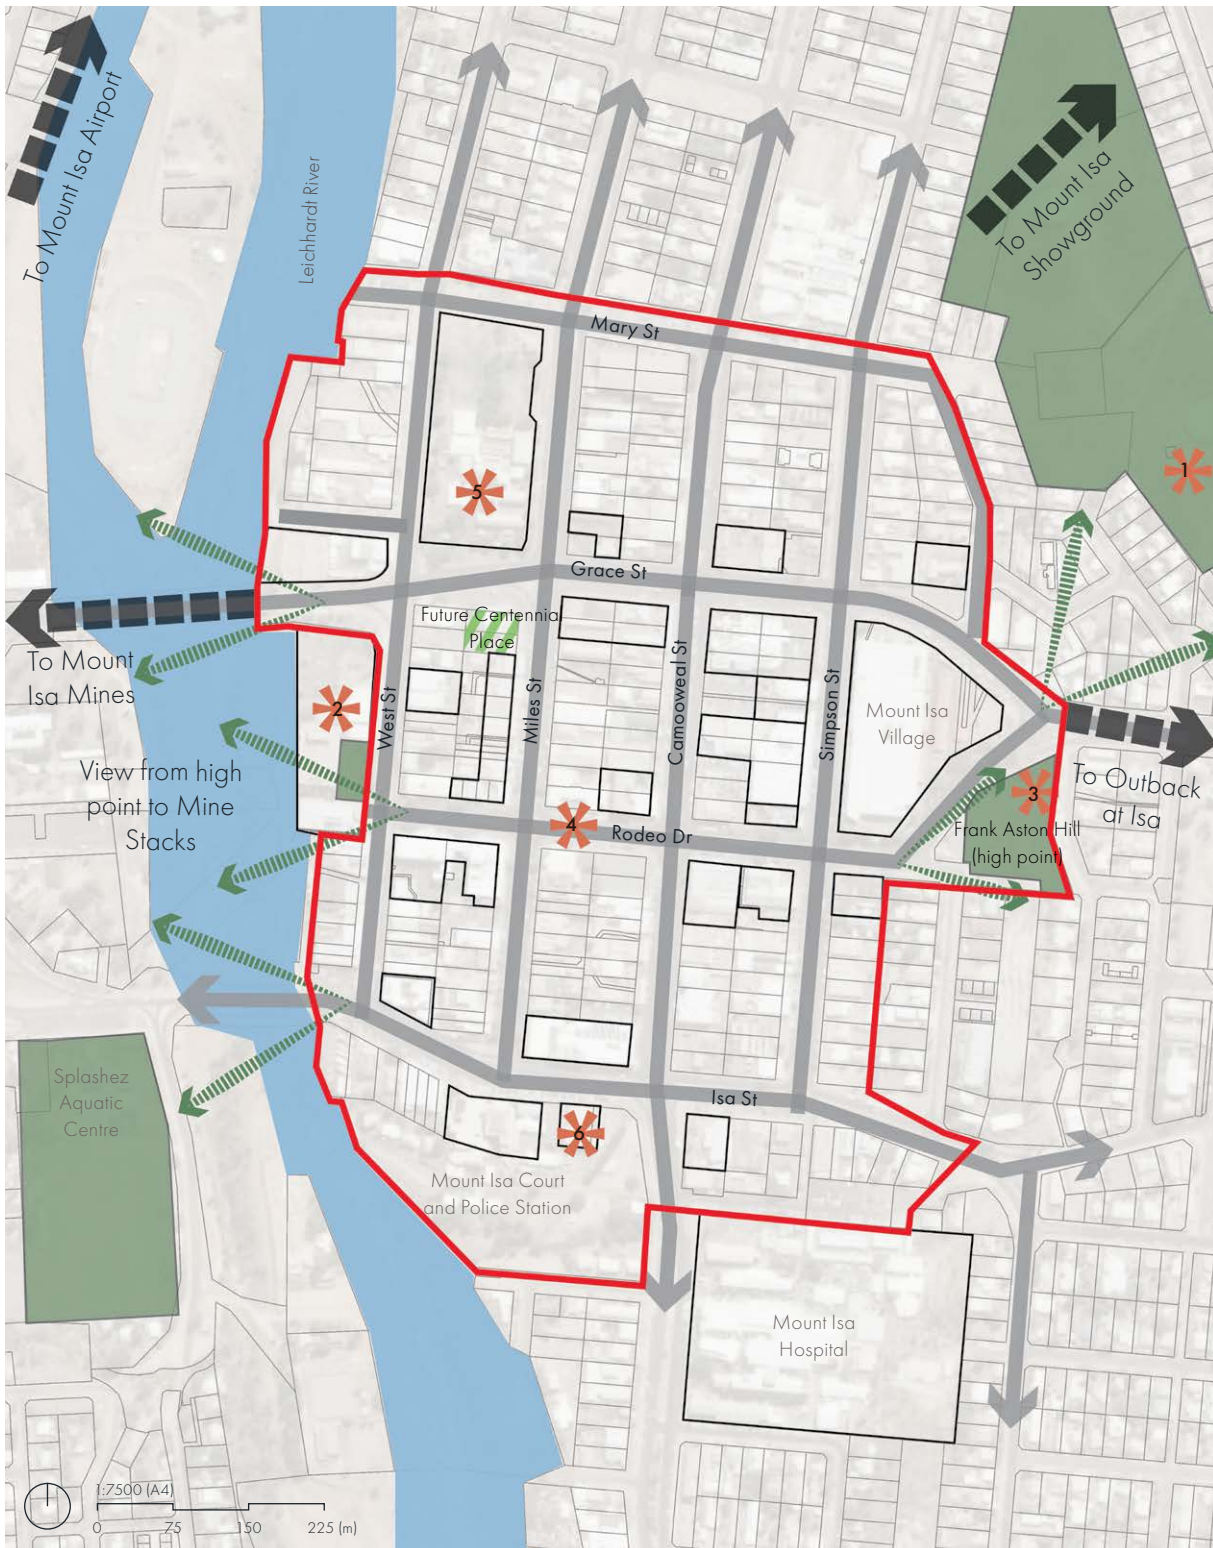 To Mount Isa Airport
Leichhardt River
To Mount Isa
Showground
Mary St
1
5
Grace St
Future Centennial
Place
To Mount
Isa Mines
2
West St
Miles St
Camooweal St
Simpson St
Mount Isa
Village
View from high
point to Mine
Stacks
To Outback
at Isa
3
4
Rodeo Dr
Frank Aston Hill
(high point)
Splashez
Aquatic
Centre
Isa St
6
Mount Isa Court
and Police Station
Mount Isa
Hospital
1:7500 (A4)
0 75 150 225 (m)